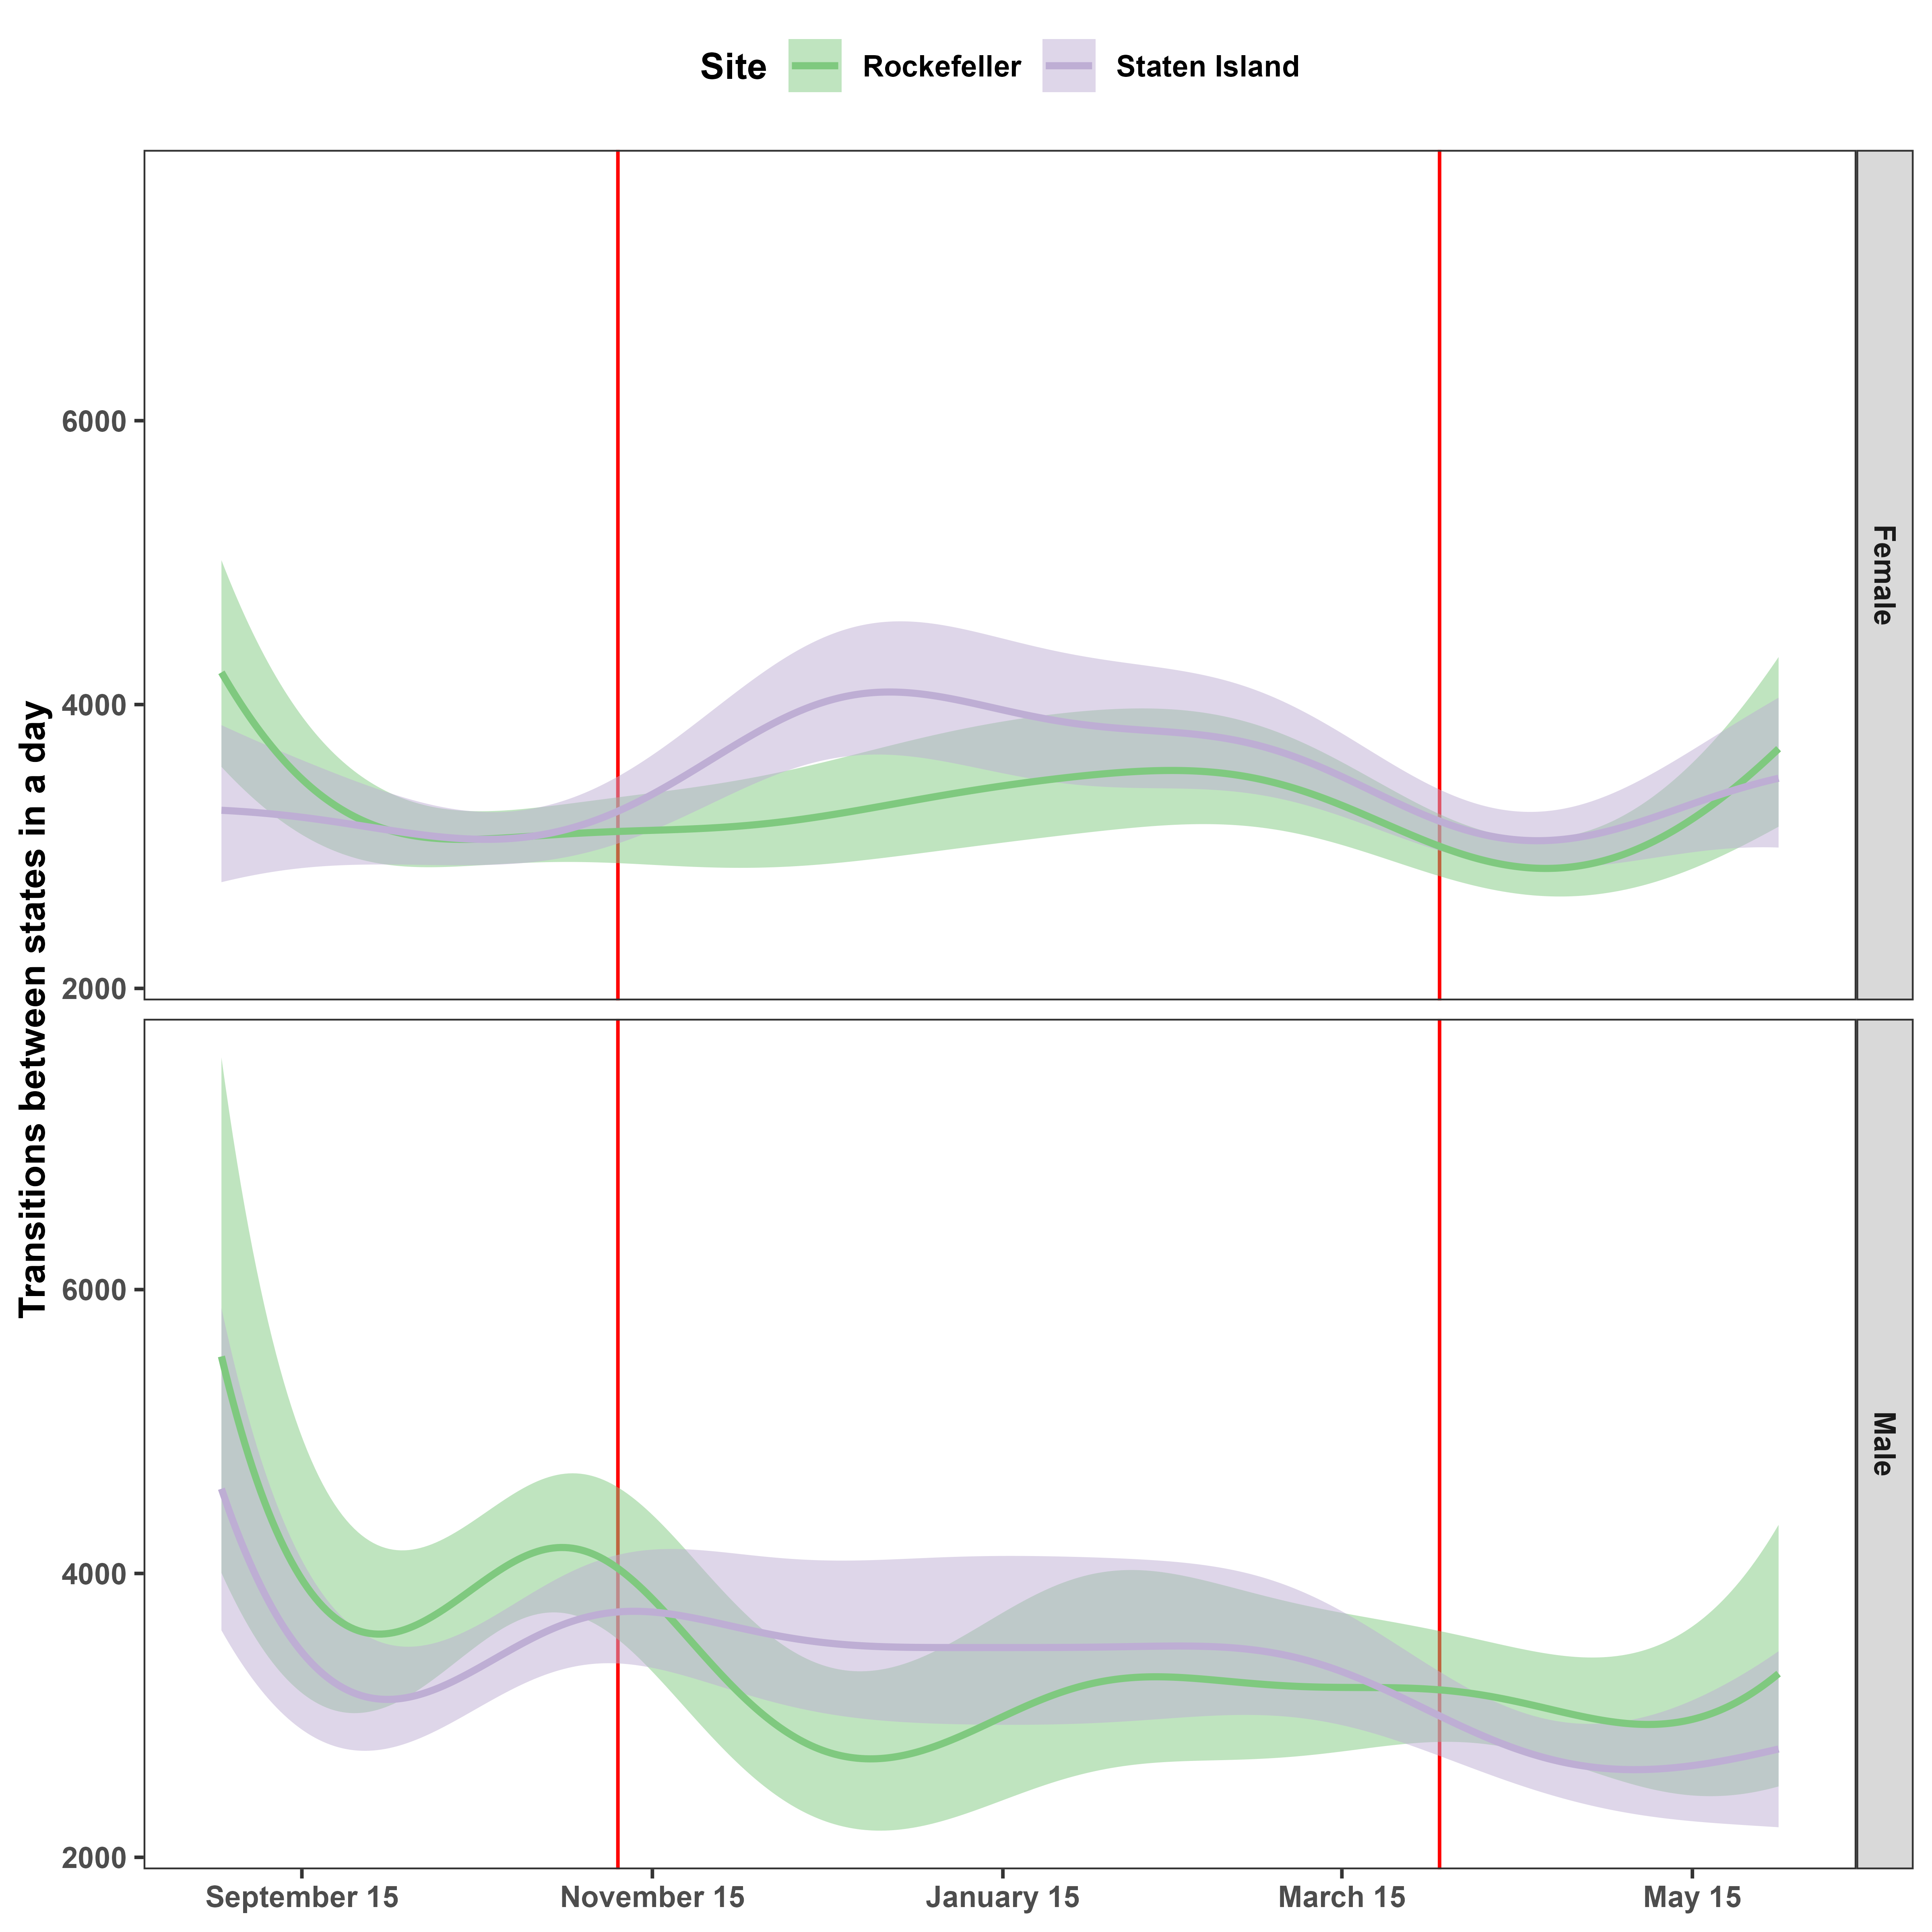 Site Rockefeller Staten Island
Transitions between states in a day
6000
4000
2000
Female
6000
4000
2000
Male
September 15 November 15 January 15 March 15 May 15